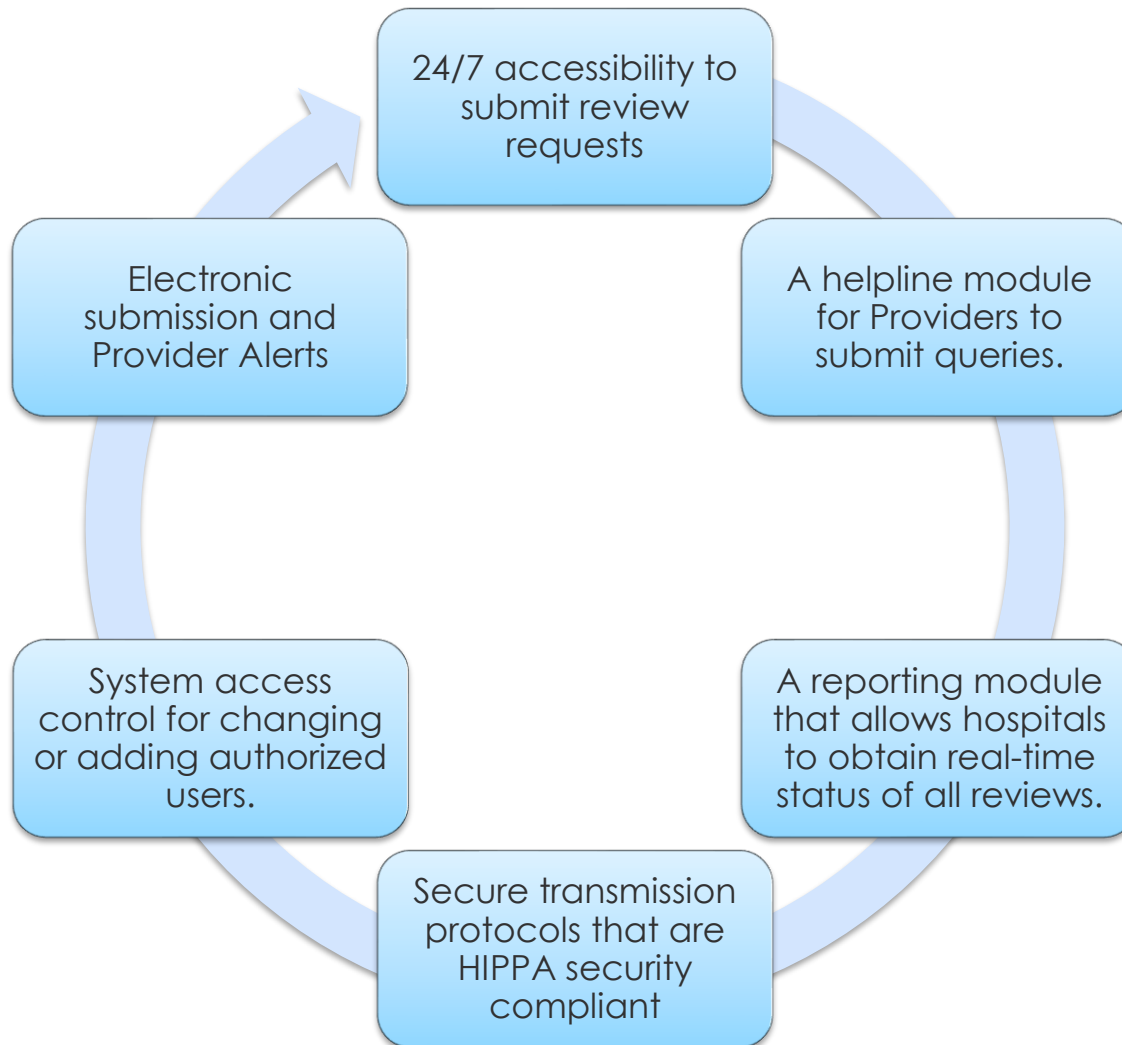 24/7 accessibility to
submit review
requests
A helpline module
for Providers to
submit queries.
A reporting module
that allows hospitals
to obtain real-time
status of all reviews.
Secure transmission
protocols that are
HIPPA security
compliant
System access
control for changing
or adding authorized
users.
Electronic
submission and
Provider Alerts